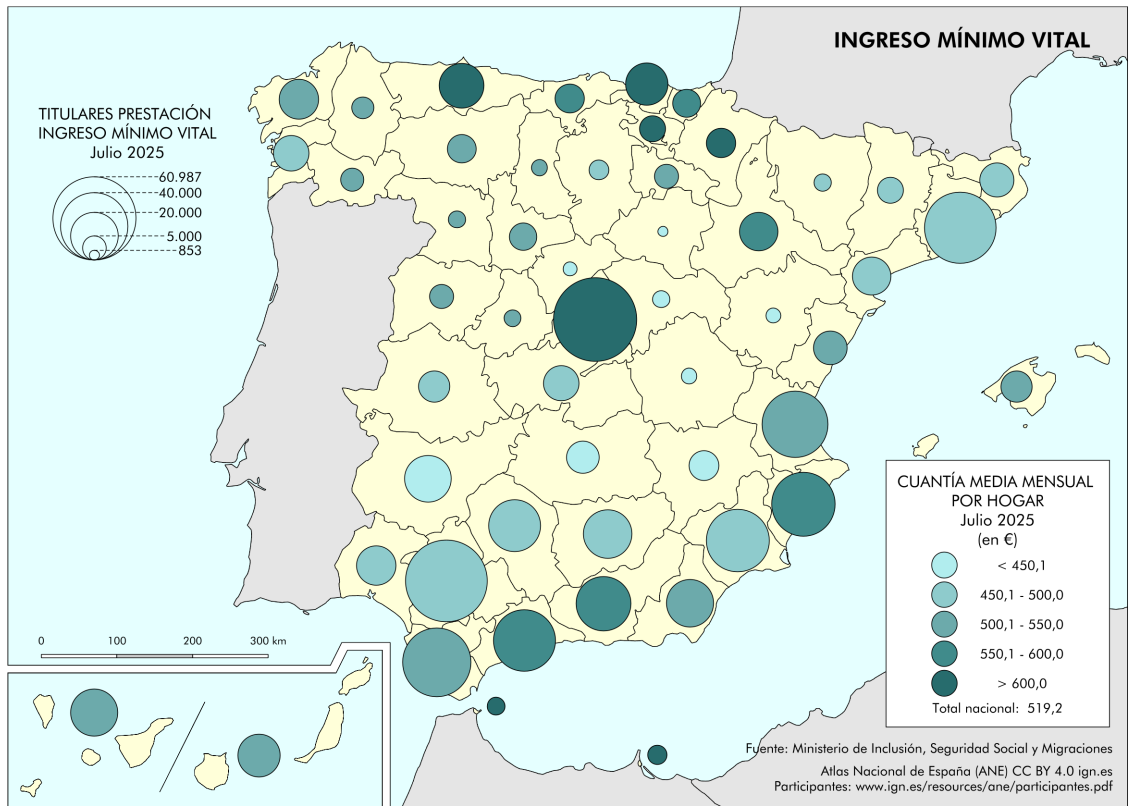 INGRESO MÍNIMO VITAL
TITULARES PRESTACIÓN
INGRESO MÍNIMO VITAL
Julio 2025
60.987
40.000
20.000
5.000
853
CUANTÍA MEDIA MENSUAL
POR HOGAR
Julio 2025
(en €)
< 450,1
450,1 - 500,0
500,1 - 550,0
550,1 - 600,0
> 600,0
Total nacional: 519,2
0 100 200 300 km
Fuente: Ministerio de Inclusión, Seguridad Social y Migraciones
Atlas Nacional de España (ANE) CC BY 4.0 ign.es
Participantes: www.ign.es/resources/ane/participantes.pdf